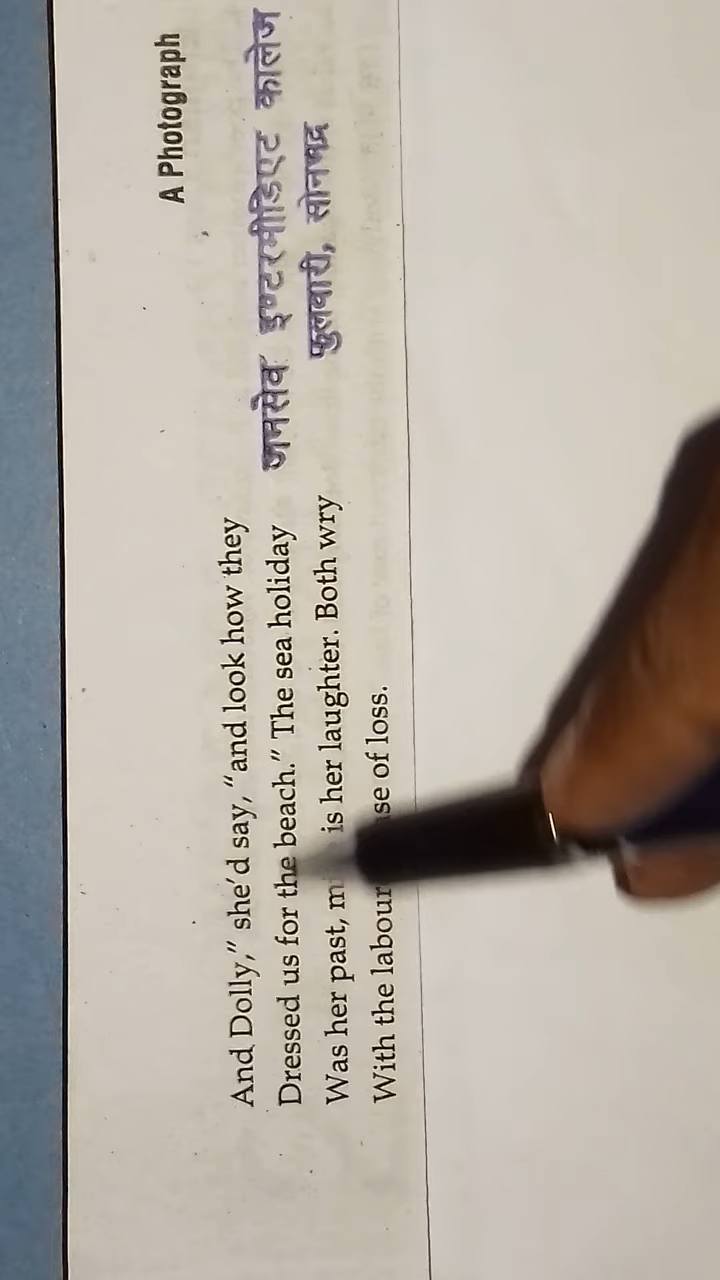 A Photograph
जनसेवा इण्टरमीडिएट कालेज
फुलवारी, सोनभद्र
And Dolly," she'd say, "and look how they
Dressed us for the beach." The sea holiday
Was her past, is her laughter. Both wry
With the labour of loss.